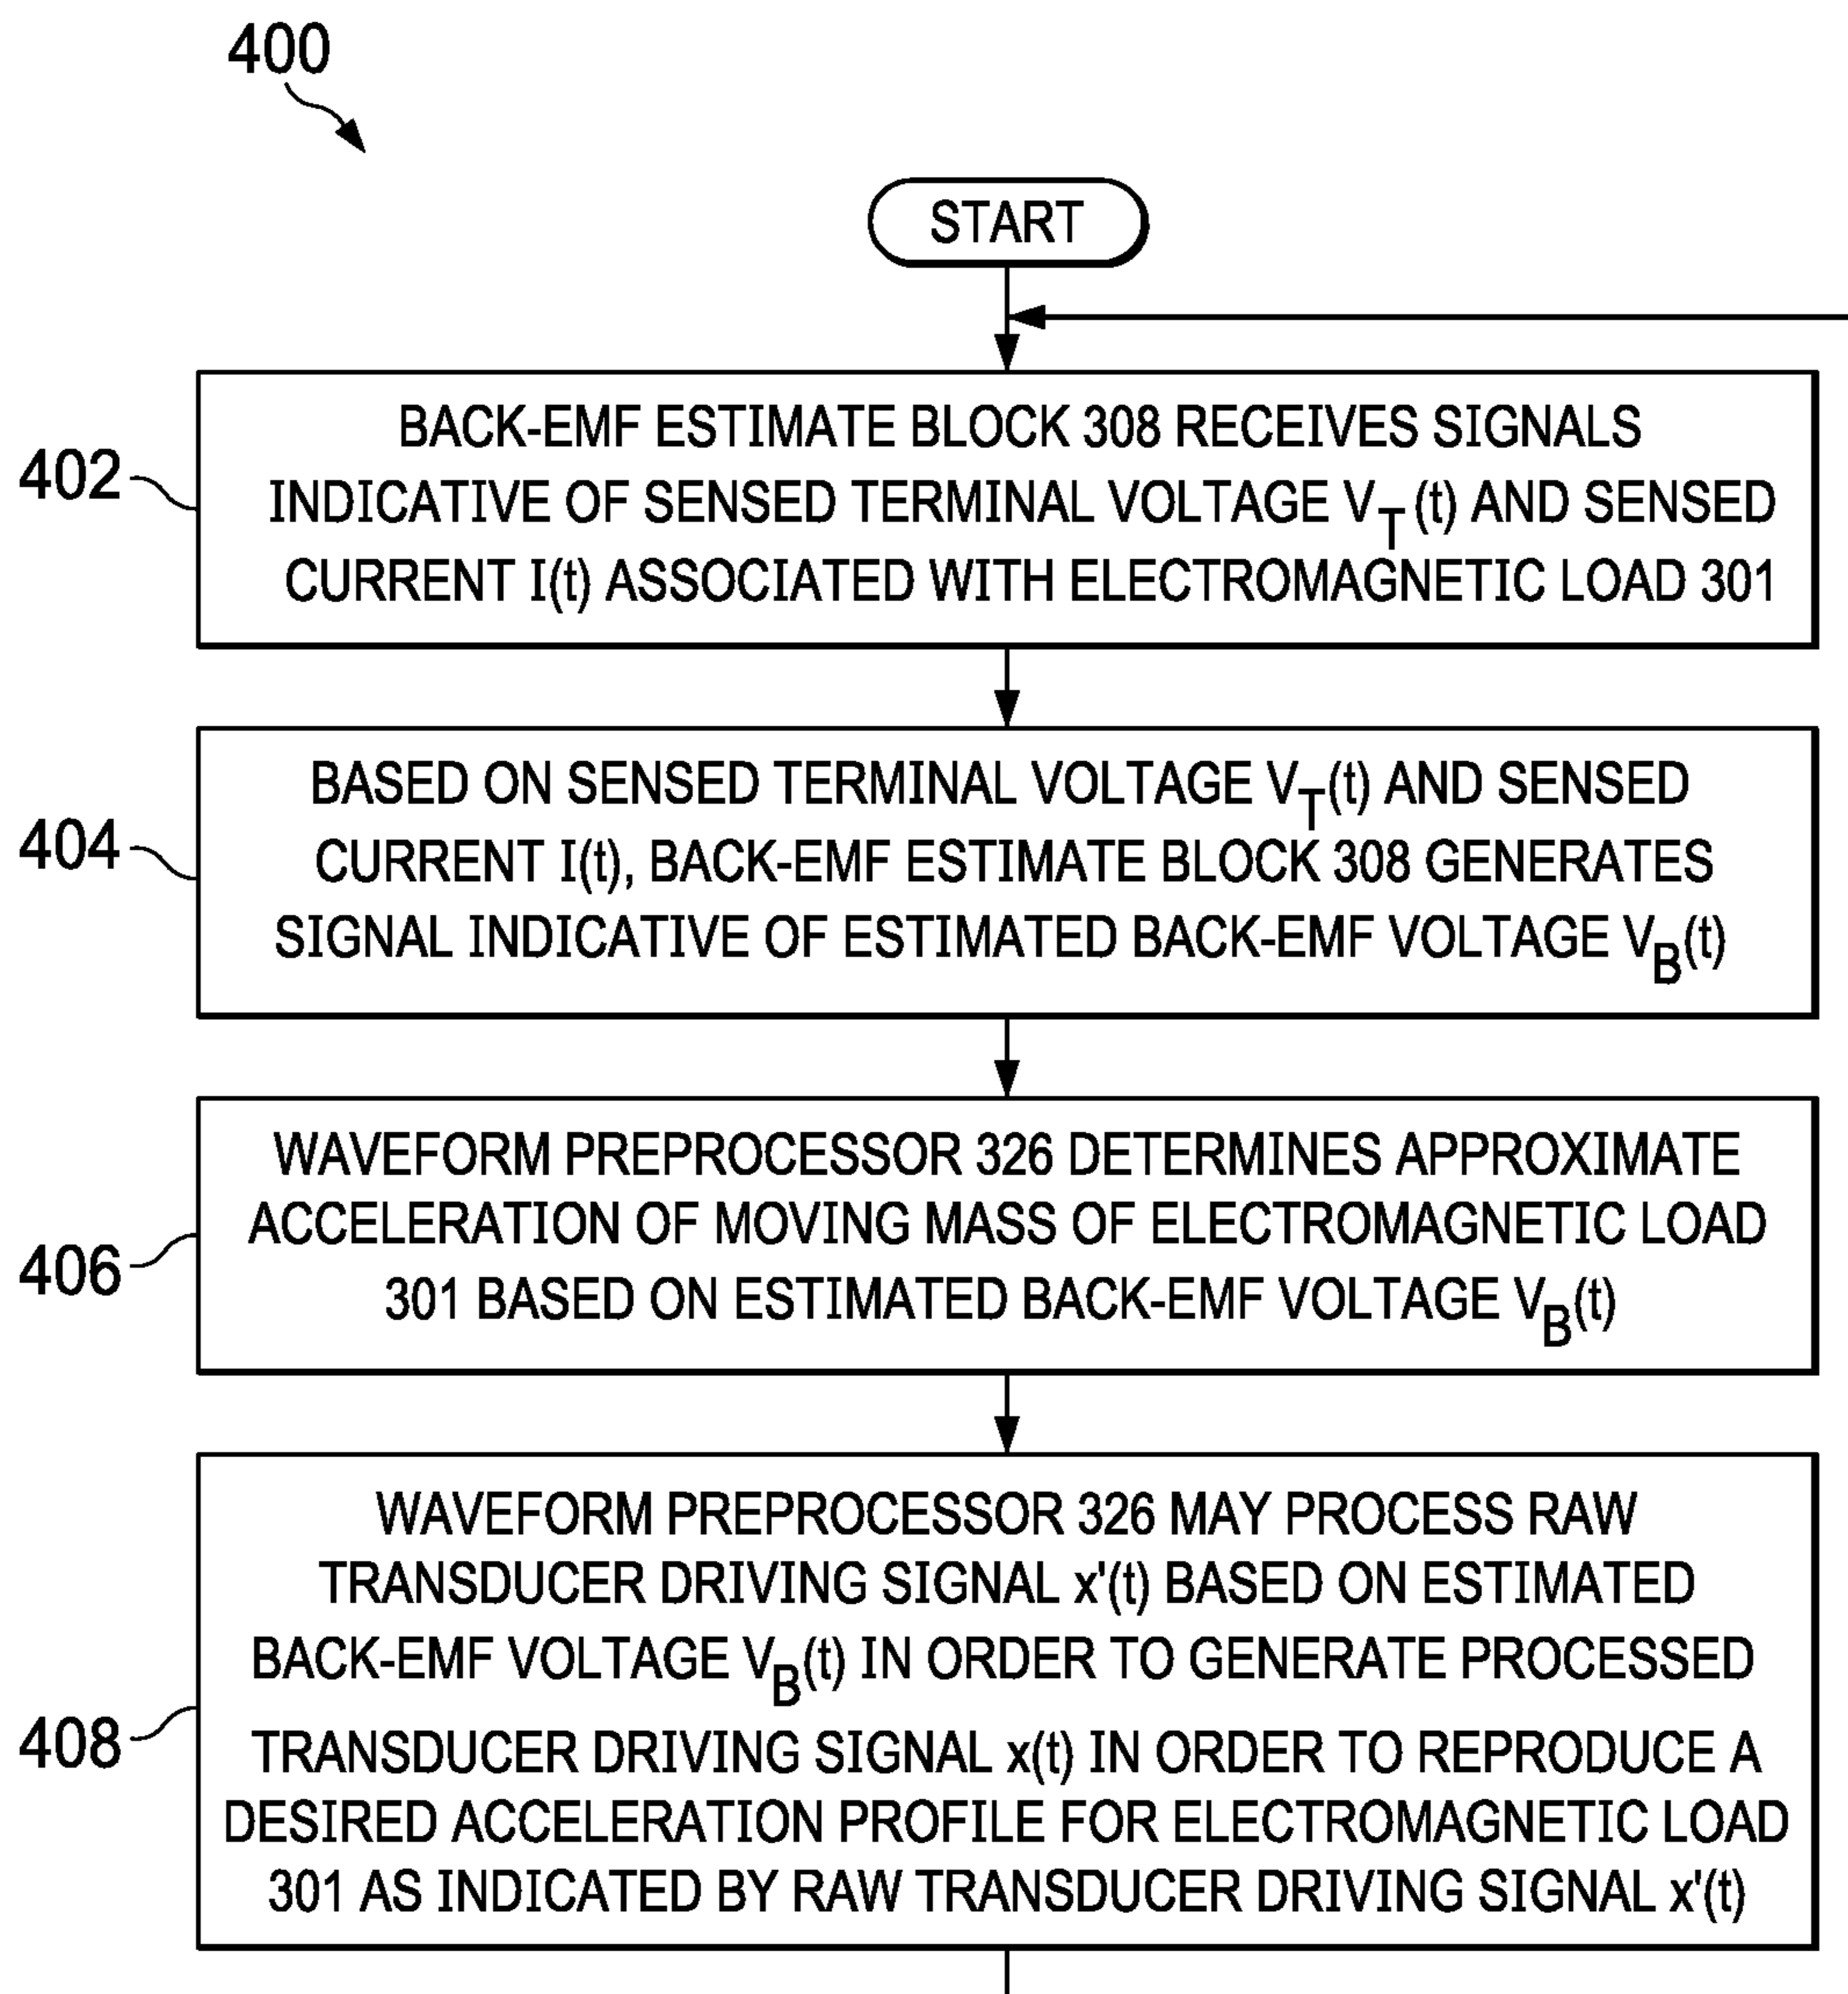 400
START
402
BACK-EMF ESTIMATE BLOCK 308 RECEIVES SIGNALS
INDICATIVE OF SENSED TERMINAL VOLTAGE V_T(t) AND SENSED
CURRENT I(t) ASSOCIATED WITH ELECTROMAGNETIC LOAD 301
404
BASED ON SENSED TERMINAL VOLTAGE V_T(t) AND SENSED
CURRENT I(t), BACK-EMF ESTIMATE BLOCK 308 GENERATES
SIGNAL INDICATIVE OF ESTIMATED BACK-EMF VOLTAGE V_B(t)
406
WAVEFORM PREPROCESSOR 326 DETERMINES APPROXIMATE
ACCELERATION OF MOVING MASS OF ELECTROMAGNETIC LOAD
301 BASED ON ESTIMATED BACK-EMF VOLTAGE V_B(t)
408
WAVEFORM PREPROCESSOR 326 MAY PROCESS RAW
TRANSDUCER DRIVING SIGNAL x'(t) BASED ON ESTIMATED
BACK-EMF VOLTAGE V_B(t) IN ORDER TO GENERATE PROCESSED
TRANSDUCER DRIVING SIGNAL x(t) IN ORDER TO REPRODUCE A
DESIRED ACCELERATION PROFILE FOR ELECTROMAGNETIC LOAD
301 AS INDICATED BY RAW TRANSDUCER DRIVING SIGNAL x'(t)